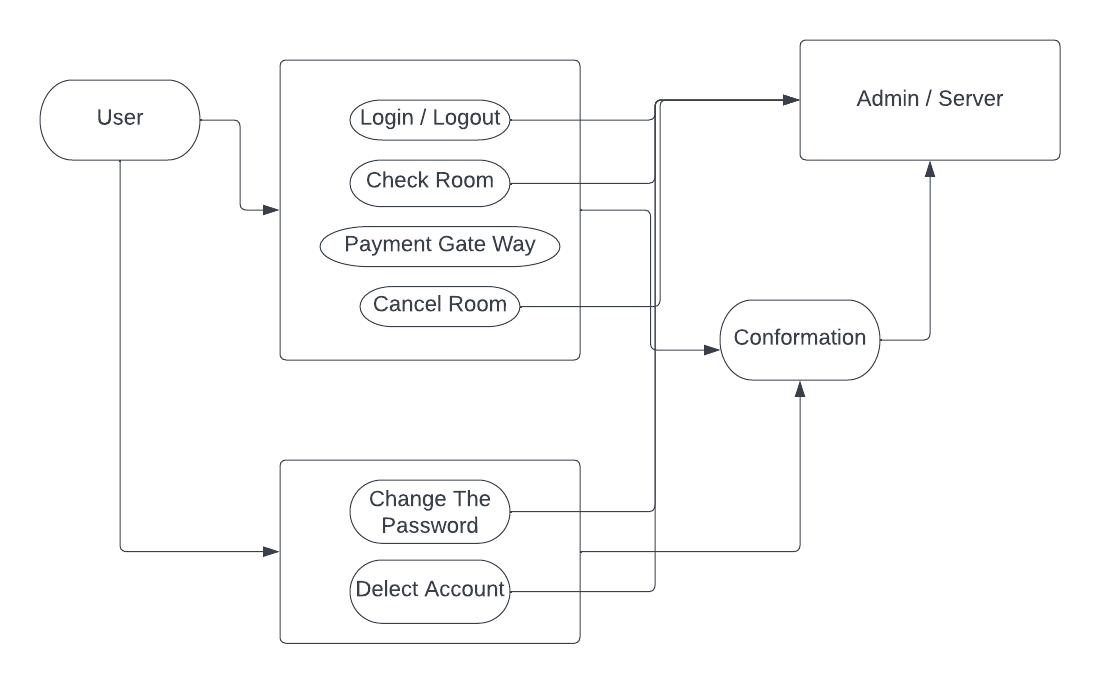 User
Login / Logout
Check Room
Payment Gate Way
Cancel Room
Admin / Server
Conformation
Change The
Password
Delect Account